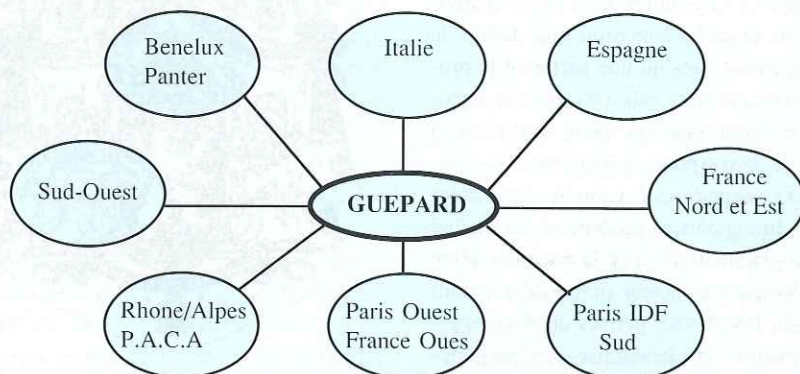 Benelux
Panter
Italie
Espagne
Sud-Ouest
GUEPARD
France
Nord et Est
Rhone/Alpes
P.A.C.A
Paris Ouest
France Oues
Paris IDF
Sud